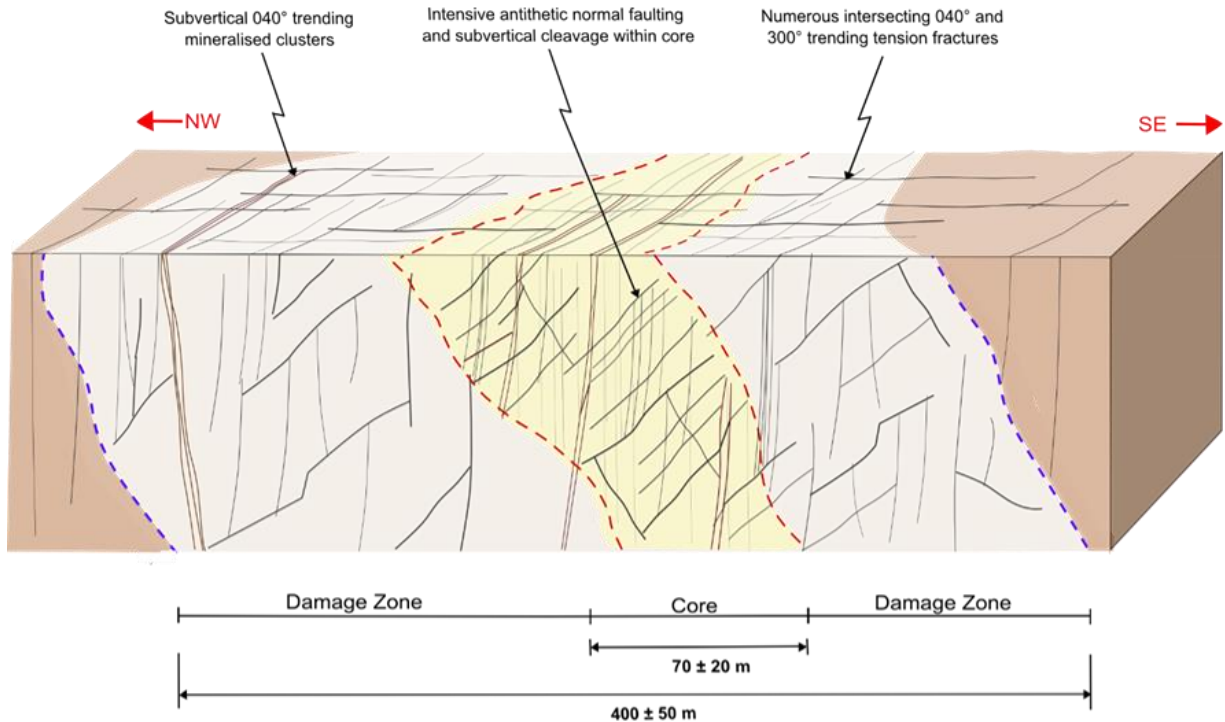 Subvertical 040° trending
mineralised clusters
Intensive antithetic normal faulting
and subvertical cleavage within core
Numerous intersecting 040° and
300° trending tension fractures
NW
SE
Damage Zone
Core
Damage Zone
70 ± 20 m
400 ± 50 m